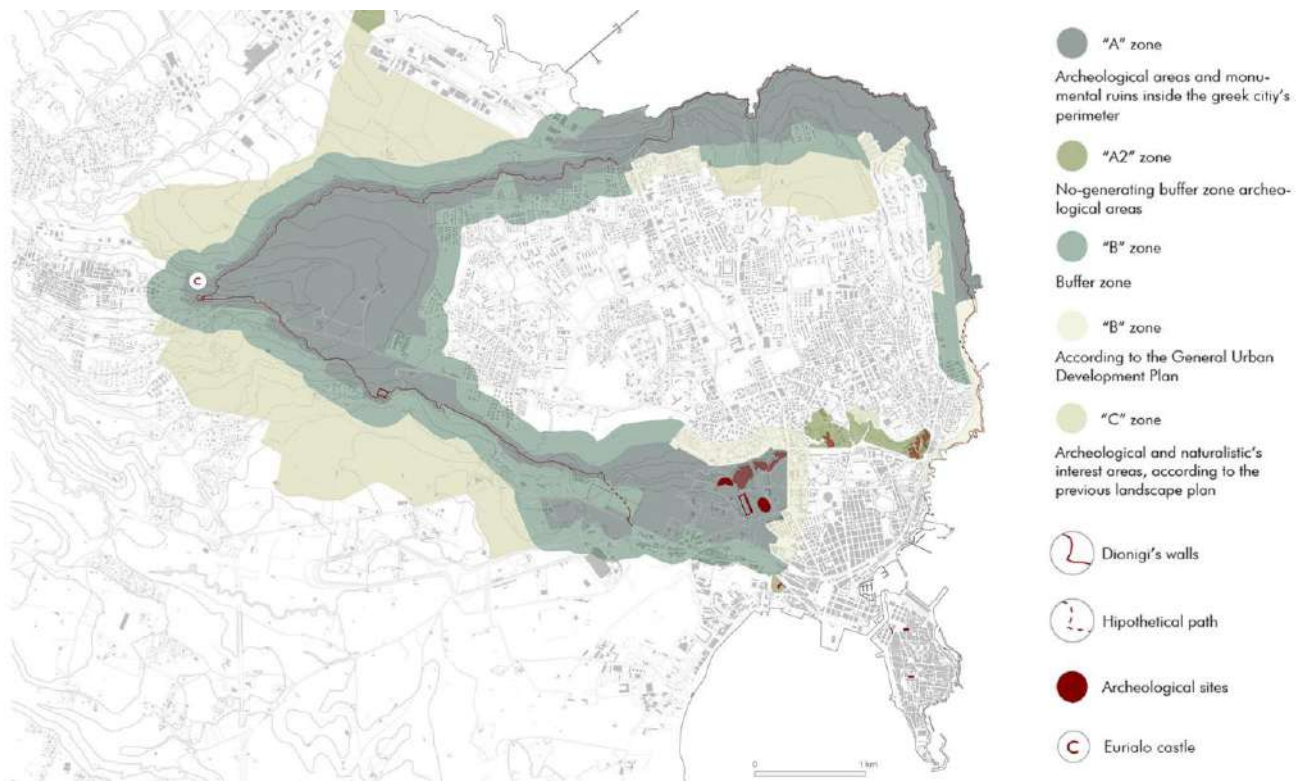 "A" zone
Archeological areas and monu-
mental ruins inside the greek citiy's
perimeter
"A2" zone
No-generating buffer zone archeo-
logical areas
"B" zone
Buffer zone
"B" zone
According to the General Urban
Development Plan
"C" zone
Archeological and naturalistic's
interest areas, according to the
previous landscape plan
Dionigi's walls
Hipothetical path
Archeological sites
C Eurialo castle
C
0 1 km